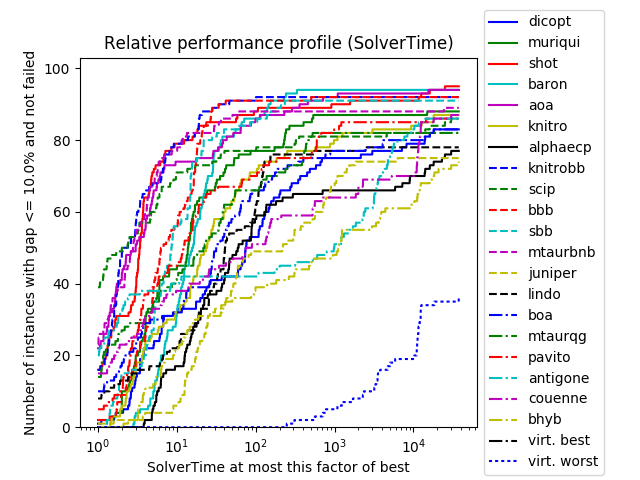 Relative performance profile (SolverTime)
Number of instances with gap <= 10.0% and not failed
100
80
60
40
20
0
10^0
10^1
10^2
10^3
10^4
SolverTime at most this factor of best
dicopt
muriqui
shot
baron
aoa
knitro
alphaecp
knitrobb
scip
bbb
sbb
mtaurbnb
juniper
lindo
boa
mtaurqg
pavito
antigone
couenne
bhyb
virt. best
virt. worst